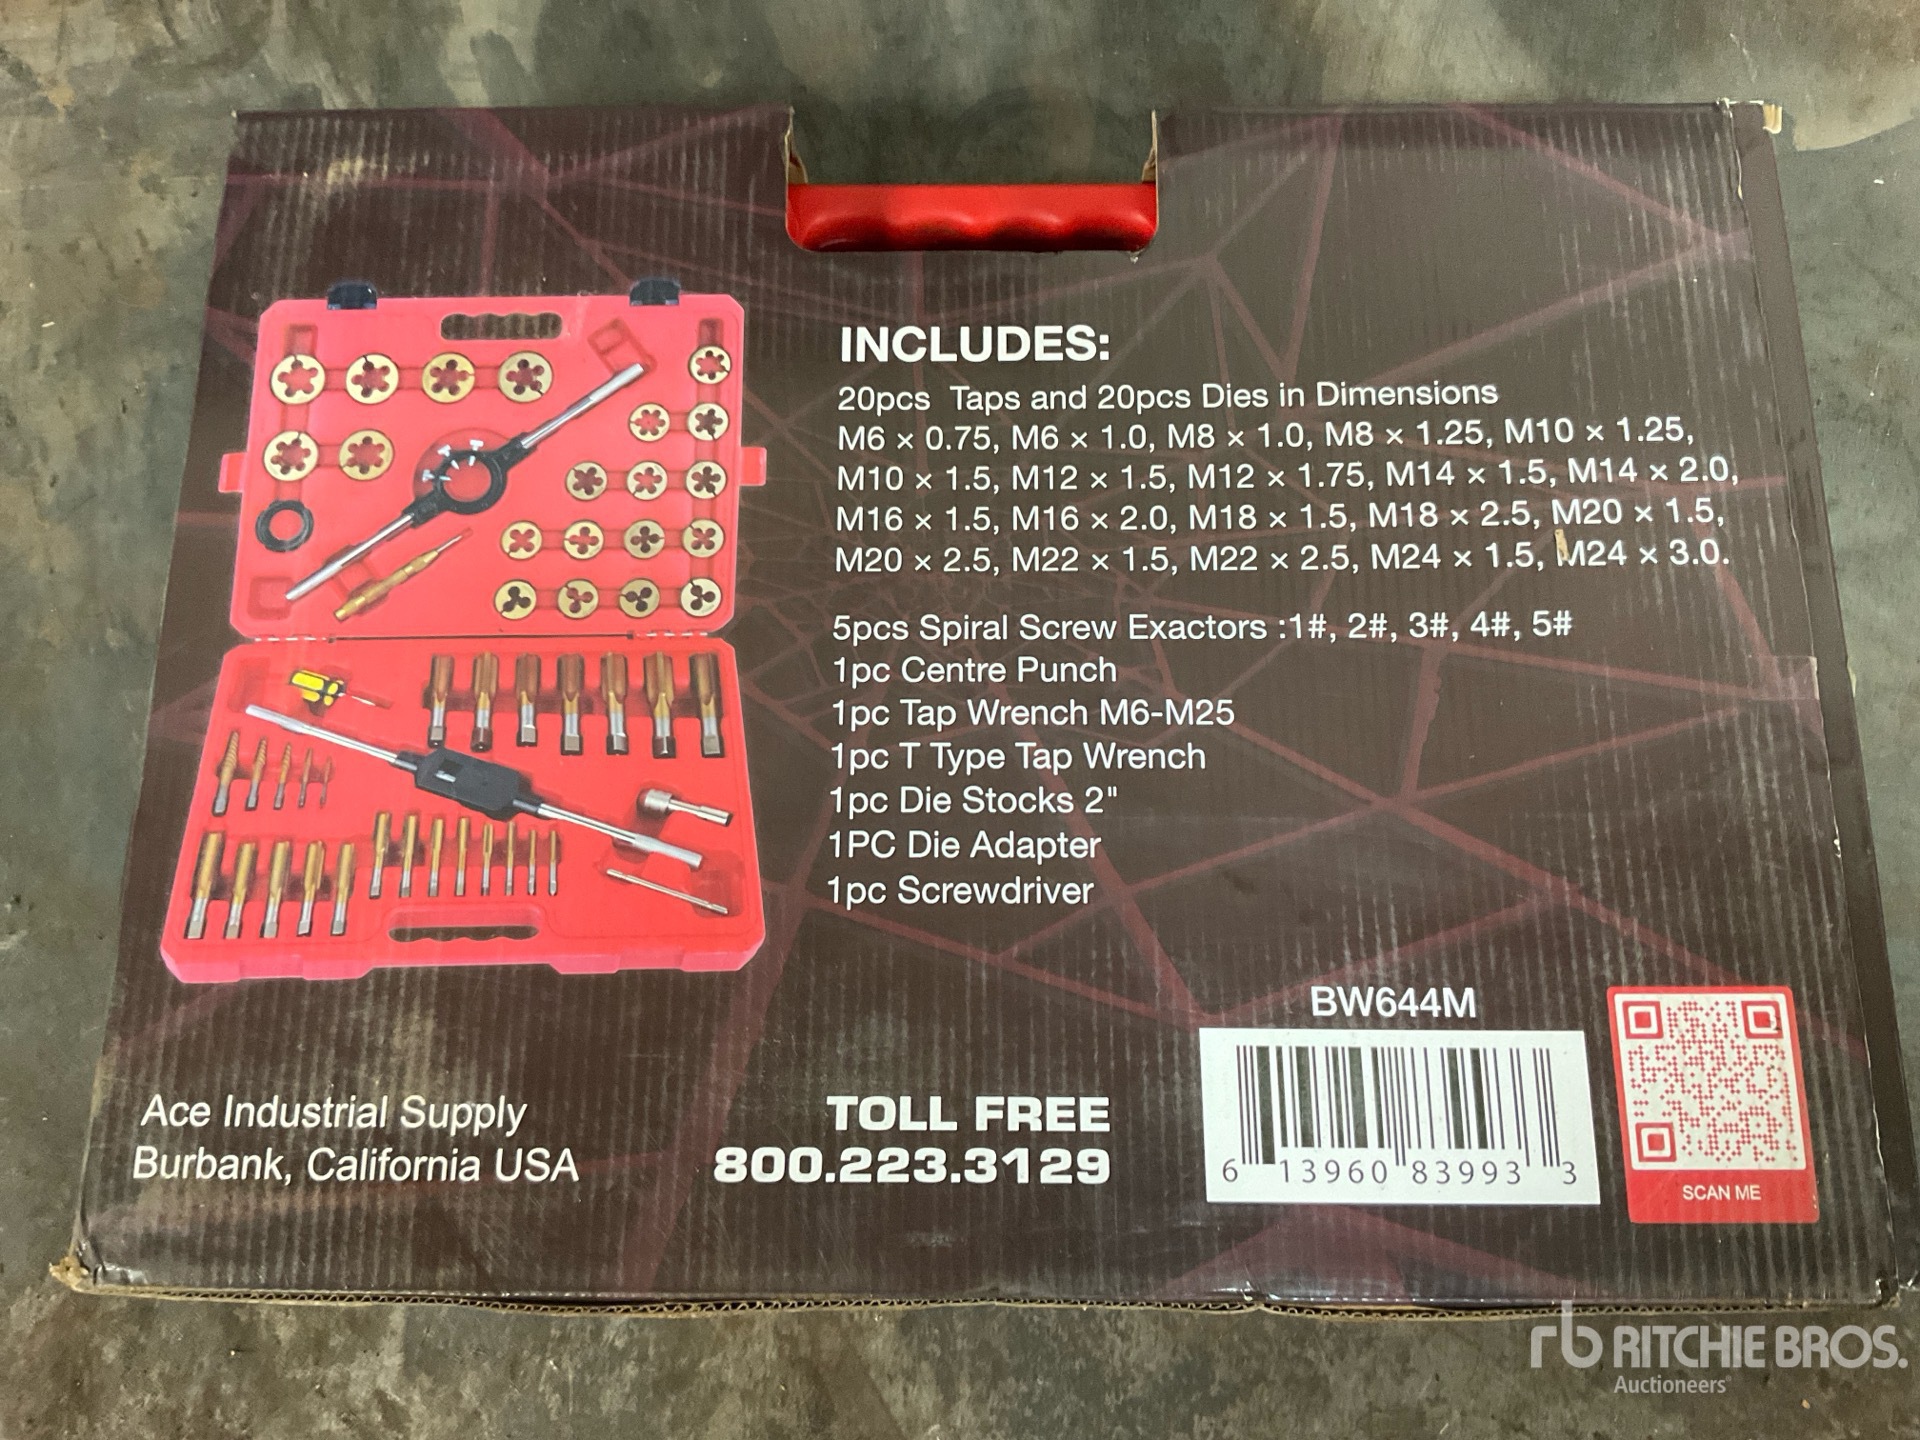 INCLUDES:
20pcs Taps and 20pcs Dies in Dimensions
M6 × 0.75, M6 × 1.0, M8 × 1.0, M8 × 1.25, M10 × 1.25,
M10 × 1.5, M12 × 1.5, M12 × 1.75, M14 × 1.5, M14 × 2.0,
M16 × 1.5, M16 × 2.0, M18 × 1.5, M18 × 2.5, M20 × 1.5,
M20 × 2.5, M22 × 1.5, M22 × 2.5, M24 × 1.5, M24 × 3.0.
5pcs Spiral Screw Exactors :1#, 2#, 3#, 4#, 5#
1pc Centre Punch
1pc Tap Wrench M6-M25
1pc T Type Tap Wrench
1pc Die Stocks 2"
1PC Die Adapter
1pc Screwdriver
BW644M
6 13960 83993 3
SCAN ME
Ace Industrial Supply
Burbank, California USA
TOLL FREE
800.223.3129
rb RITCHIE BROS.
Auctioneers